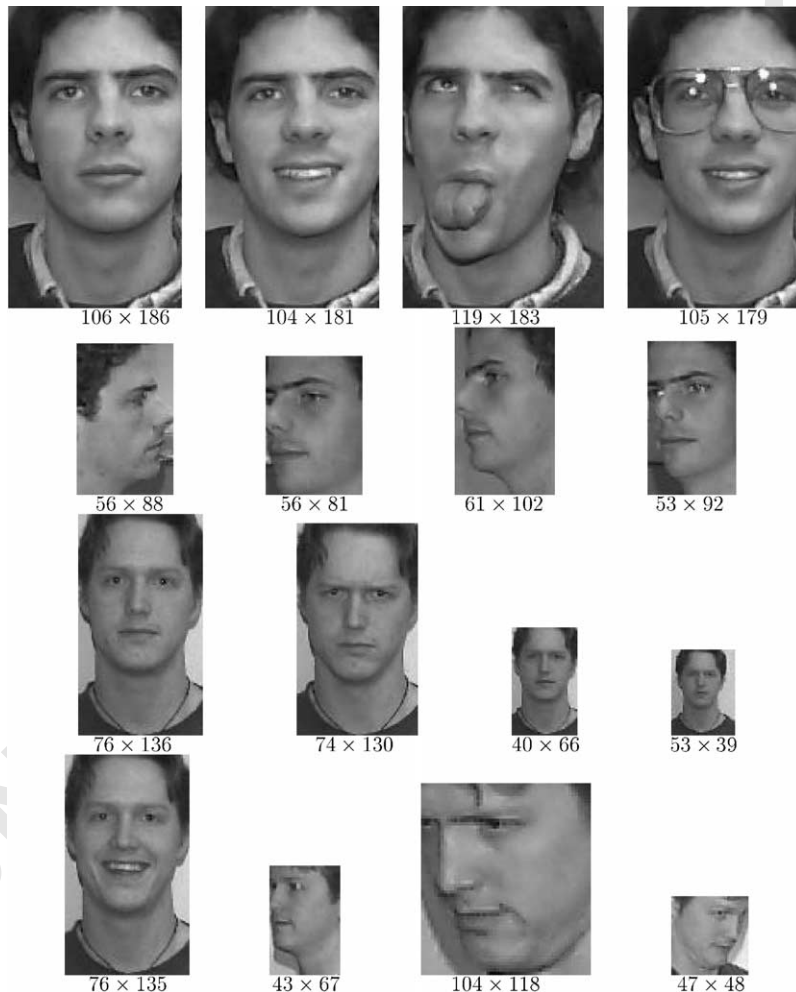 106 × 186 104 × 181 119 × 183 105 × 179
56 × 88 56 × 81 61 × 102 53 × 92
76 × 136 74 × 130 40 × 66 53 × 39
76 × 135 43 × 67 104 × 118 47 × 48